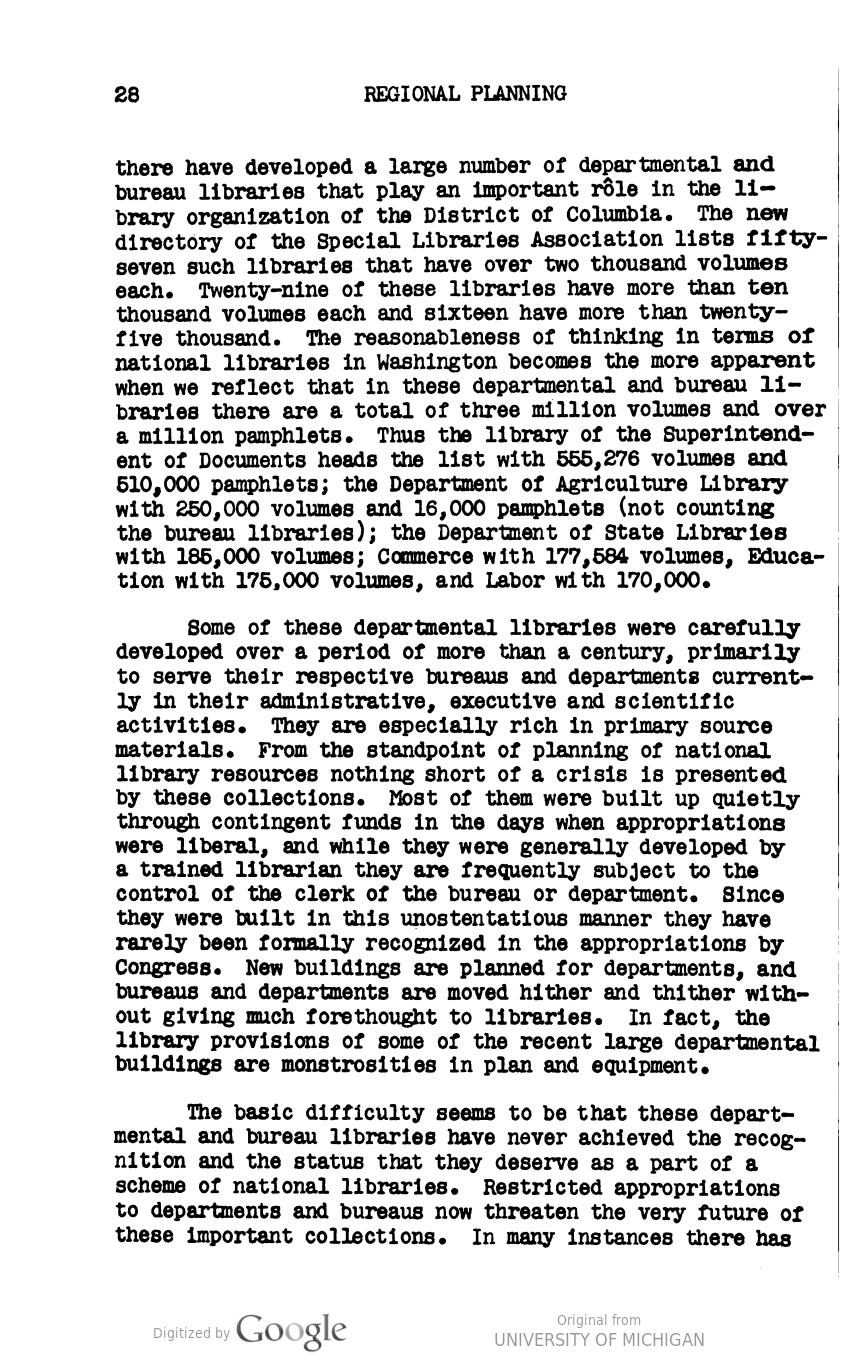 28 REGIONAL PLANNING
there have developed a large number of departmental and
bureau libraries that play an important rôle in the li-
brary organization of the District of Columbia. The new
directory of the Special Libraries Association lists fifty-
seven such libraries that have over two thousand volumes
each. Twenty-nine of these libraries have more than ten
thousand volumes each and sixteen have more than twenty-
five thousand. The reasonableness of thinking in terms of
national libraries in Washington becomes the more apparent
when we reflect that in these departmental and bureau li-
braries there are a total of three million volumes and over
a million pamphlets. Thus the library of the Superintend-
ent of Documents heads the list with 555,276 volumes and
510,000 pamphlets; the Department of Agriculture Library
with 250,000 volumes and 16,000 pamphlets (not counting
the bureau libraries); the Department of State Libraries
with 185,000 volumes; Commerce with 177,584 volumes, Educa-
tion with 175,000 volumes, and Labor with 170,000.
Some of these departmental libraries were carefully
developed over a period of more than a century, primarily
to serve their respective bureaus and departments current-
ly in their administrative, executive and scientific
activities. They are especially rich in primary source
materials. From the standpoint of planning of national
library resources nothing short of a crisis is presented
by these collections. Most of them were built up quietly
through contingent funds in the days when appropriations
were liberal, and while they were generally developed by
a trained librarian they are frequently subject to the
control of the clerk of the bureau or department. Since
they were built in this unostentatious manner they have
rarely been formally recognized in the appropriations by
Congress. New buildings are planned for departments, and
bureaus and departments are moved hither and thither with-
out giving much forethought to libraries. In fact, the
library provisions of some of the recent large departmental
buildings are monstrosities in plan and equipment.
The basic difficulty seems to be that these depart-
mental and bureau libraries have never achieved the recog-
nition and the status that they deserve as a part of a
scheme of national libraries. Restricted appropriations
to departments and bureaus now threaten the very future of
these important collections. In many instances there has
Digitized by Google
Original from
UNIVERSITY OF MICHIGAN